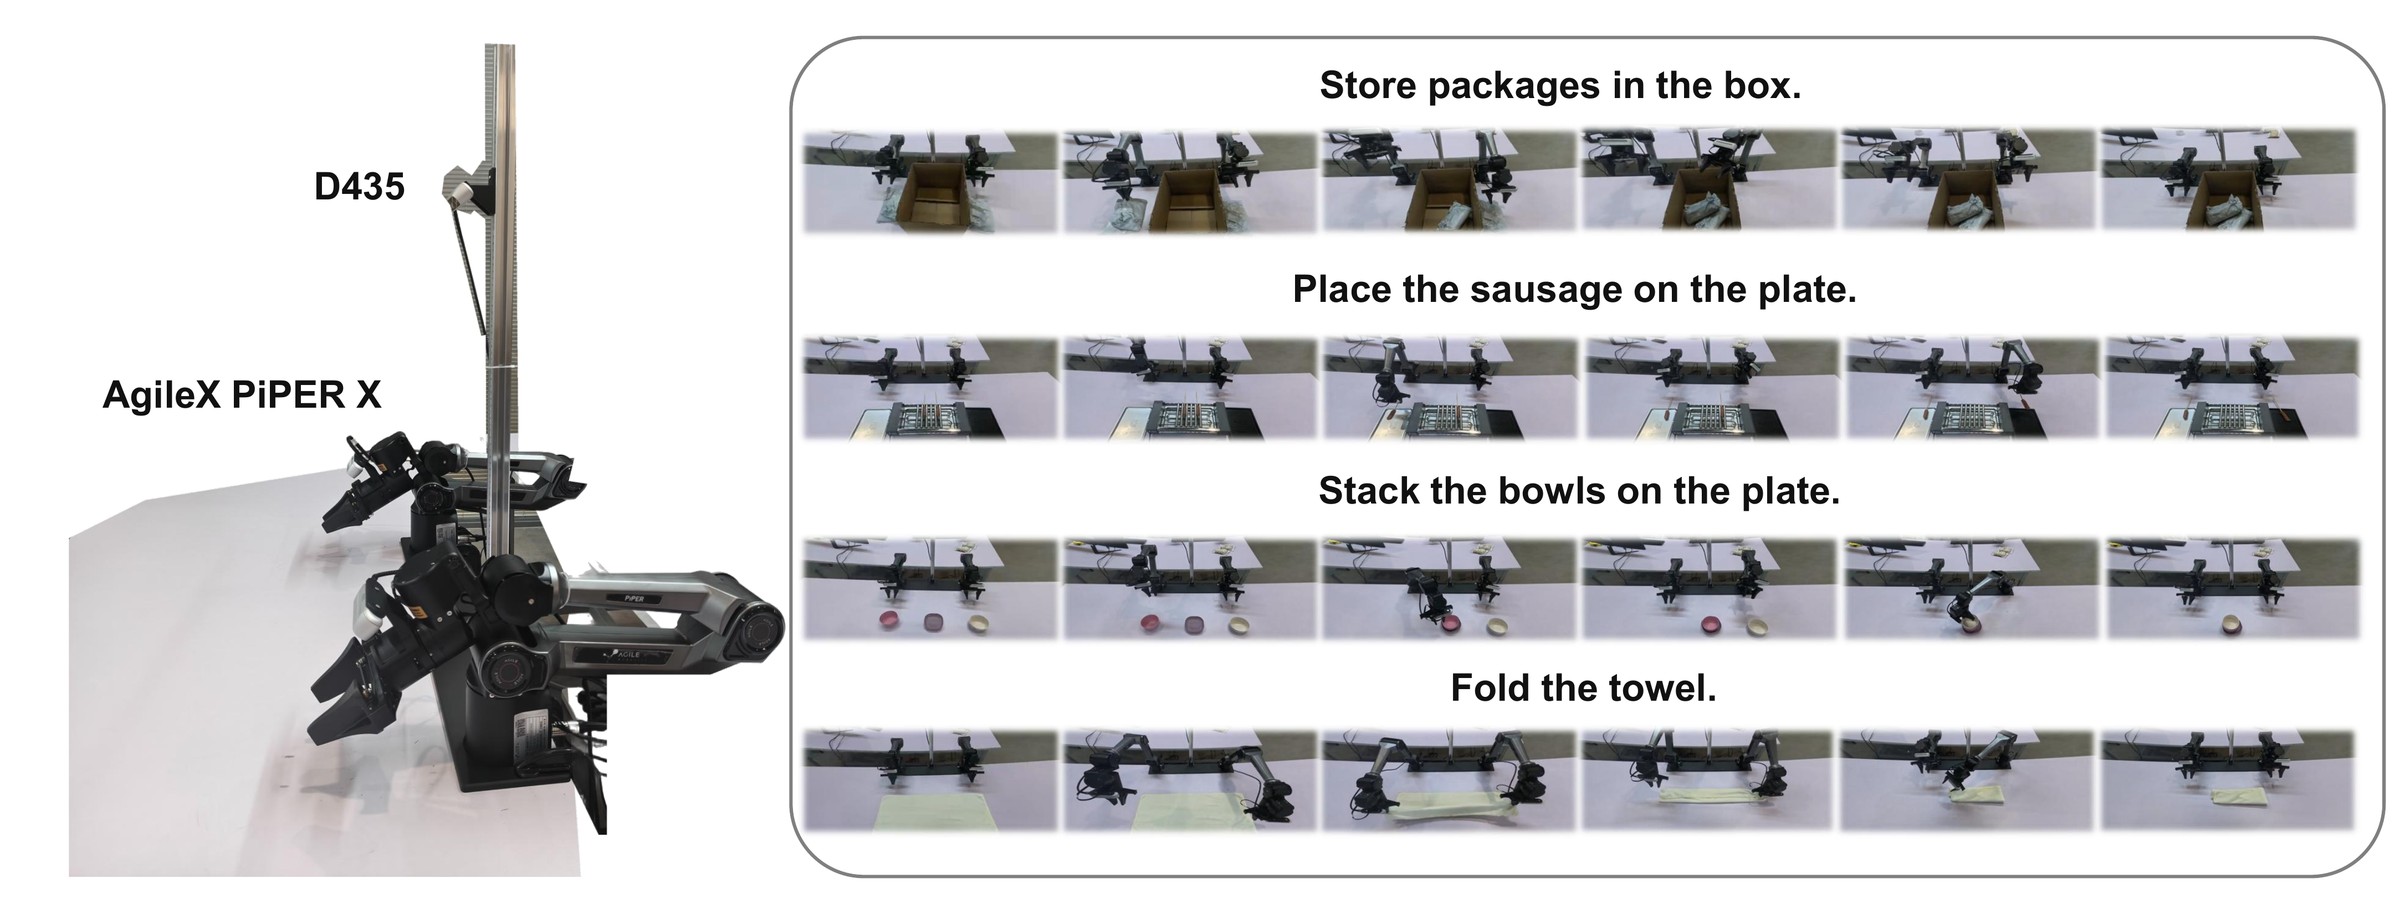 D435
AgileX PiPER X
PiPER
AGILE
Store packages in the box.
Place the sausage on the plate.
Stack the bowls on the plate.
Fold the towel.